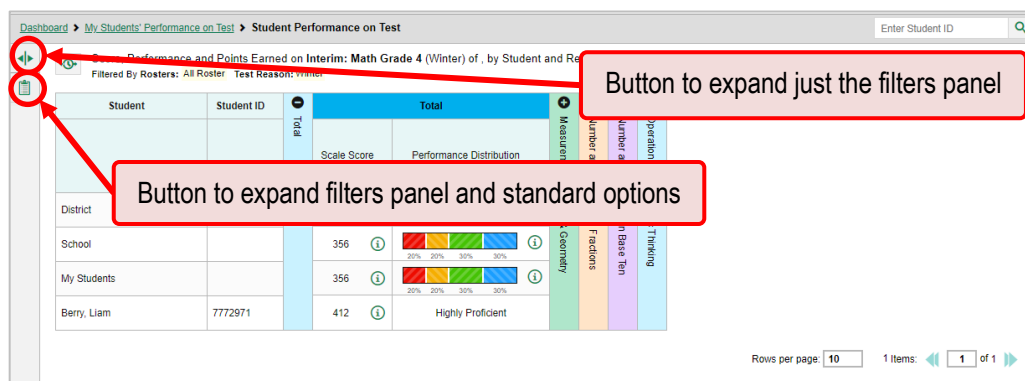 Dashboard > My Students' Performance on Test > Student Performance on Test
Enter Student ID
Score, Performance and Points Earned on Interim: Math Grade 4 (Winter) of , by Student and Re
Filtered By Rosters: All Roster Test Reason: Winter
Button to expand just the filters panel
Student
Student ID
Total
Total
Scale Score
Performance Distribution
Button to expand filters panel and standard options
District
School
356
20% 20% 30% 30%
My Students
356
20% 20% 30% 30%
Berry, Liam
7772971
412
Highly Proficient
& Geometry
Fractions
Base Ten
Thinking
Rows per page: 10
1 Items:
1 of 1